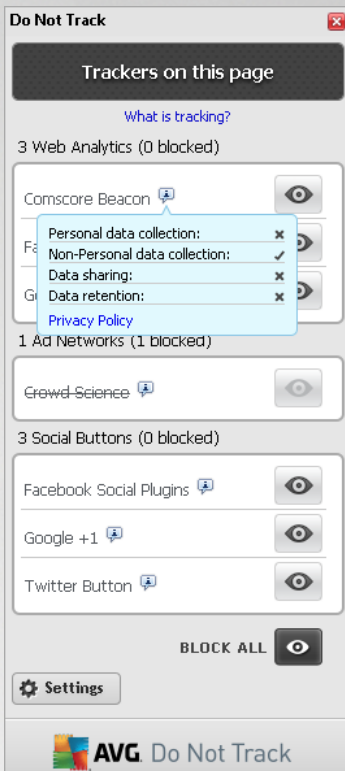 Do Not Track
Trackers on this page
What is tracking?
3 Web Analytics (0 blocked)
Comscore Beacon
Fa
G
Personal data collection:
Non-Personal data collection:
Data sharing:
Data retention:
Privacy Policy
1 Ad Networks (1 blocked)
Crowd Science
3 Social Buttons (0 blocked)
Facebook Social Plugins
Google +1
Twitter Button
BLOCK ALL
Settings
AVG. Do Not Track